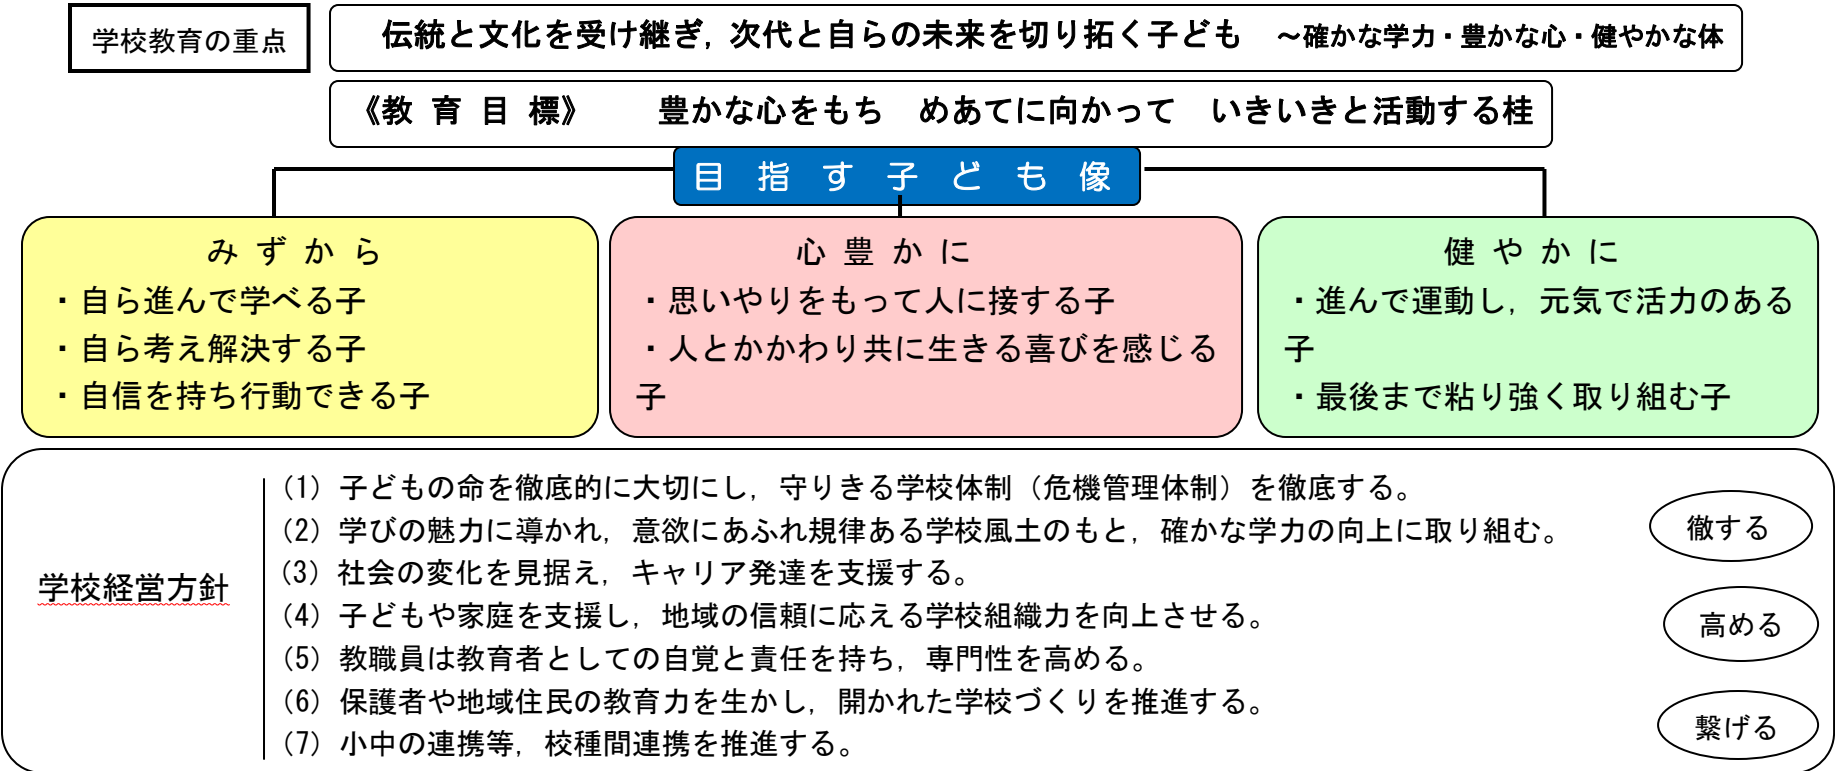 学校教育の重点
伝統と文化を受け継ぎ，次代と自らの未来を切り拓く子ども　～確かな学力・豊かな心・健やかな体
《教 育 目 標》　　豊かな心をもち　めあてに向かって　いきいきと活動する桂
目 指 す 子 ど も 像
み ず か ら
・自ら進んで学べる子
・自ら考え解決する子
・自信を持ち行動できる子
心 豊 か に
・思いやりをもって人に接する子
・人とかかわり共に生きる喜びを感じる
子
健 や か に
・進んで運動し，元気で活力のある
子
・最後まで粘り強く取り組む子
学校経営方針
（1）子どもの命を徹底的に大切にし，守りきる学校体制（危機管理体制）を徹底する。
（2）学びの魅力に導かれ，意欲にあふれ規律ある学校風土のもと，確かな学力の向上に取り組む。
（3）社会の変化を見据え，キャリア発達を支援する。
（4）子どもや家庭を支援し，地域の信頼に応える学校組織力を向上させる。
（5）教職員は教育者としての自覚と責任を持ち，専門性を高める。
（6）保護者や地域住民の教育力を生かし，開かれた学校づくりを推進する。
（7）小中の連携等，校種間連携を推進する。
徹する
高める
繋げる